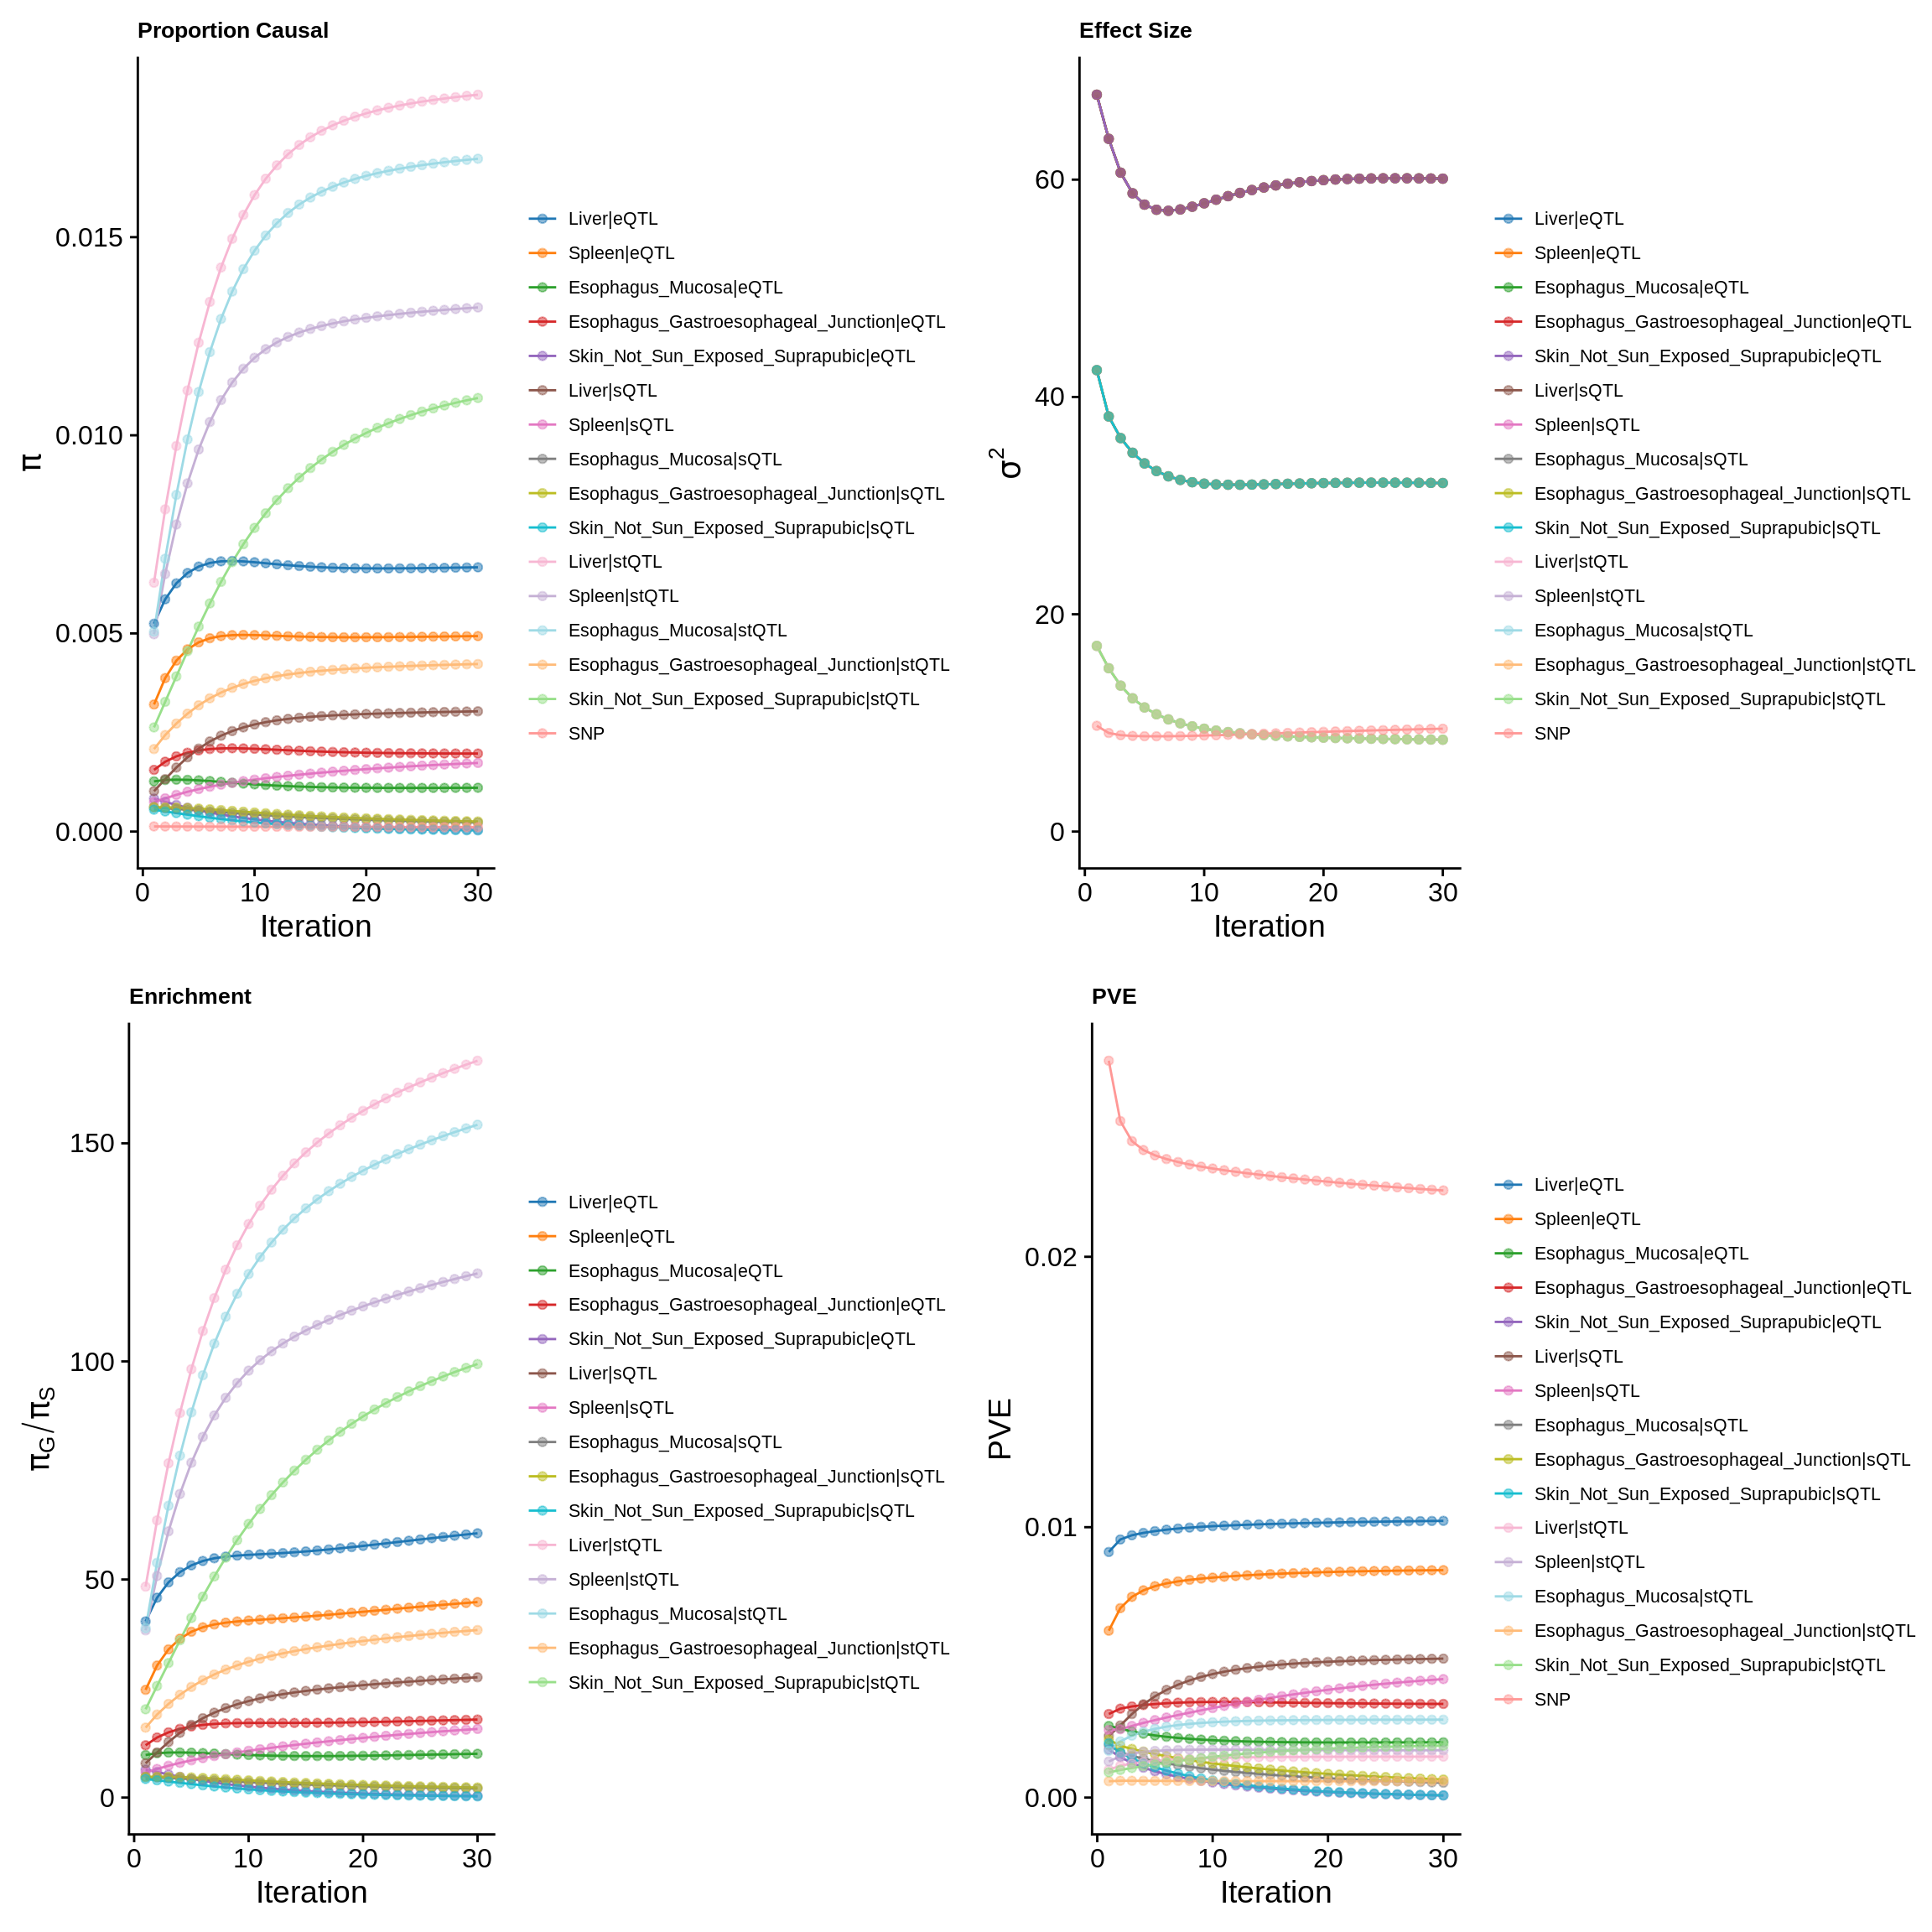 Proportion Causal
π
0.015
0.010
0.005
0.000
0 10 20 30
Iteration
Liver|eQTL
Spleen|eQTL
Esophagus_Mucosa|eQTL
Esophagus_Gastroesophageal_Junction|eQTL
Skin_Not_Sun_Exposed_Suprapubic|eQTL
Liver|sQTL
Spleen|sQTL
Esophagus_Mucosa|sQTL
Esophagus_Gastroesophageal_Junction|sQTL
Skin_Not_Sun_Exposed_Suprapubic|sQTL
Liver|stQTL
Spleen|stQTL
Esophagus_Mucosa|stQTL
Esophagus_Gastroesophageal_Junction|stQTL
Skin_Not_Sun_Exposed_Suprapubic|stQTL
SNP
Effect Size
σ²
60
40
20
0
0 10 20 30
Iteration
Liver|eQTL
Spleen|eQTL
Esophagus_Mucosa|eQTL
Esophagus_Gastroesophageal_Junction|eQTL
Skin_Not_Sun_Exposed_Suprapubic|eQTL
Liver|sQTL
Spleen|sQTL
Esophagus_Mucosa|sQTL
Esophagus_Gastroesophageal_Junction|sQTL
Skin_Not_Sun_Exposed_Suprapubic|sQTL
Liver|stQTL
Spleen|stQTL
Esophagus_Mucosa|stQTL
Esophagus_Gastroesophageal_Junction|stQTL
Skin_Not_Sun_Exposed_Suprapubic|stQTL
SNP
Enrichment
π_G/π_S
150
100
50
0
0 10 20 30
Iteration
Liver|eQTL
Spleen|eQTL
Esophagus_Mucosa|eQTL
Esophagus_Gastroesophageal_Junction|eQTL
Skin_Not_Sun_Exposed_Suprapubic|eQTL
Liver|sQTL
Spleen|sQTL
Esophagus_Mucosa|sQTL
Esophagus_Gastroesophageal_Junction|sQTL
Skin_Not_Sun_Exposed_Suprapubic|sQTL
Liver|stQTL
Spleen|stQTL
Esophagus_Mucosa|stQTL
Esophagus_Gastroesophageal_Junction|stQTL
Skin_Not_Sun_Exposed_Suprapubic|stQTL
PVE
PVE
0.02
0.01
0.00
0 10 20 30
Iteration
Liver|eQTL
Spleen|eQTL
Esophagus_Mucosa|eQTL
Esophagus_Gastroesophageal_Junction|eQTL
Skin_Not_Sun_Exposed_Suprapubic|eQTL
Liver|sQTL
Spleen|sQTL
Esophagus_Mucosa|sQTL
Esophagus_Gastroesophageal_Junction|sQTL
Skin_Not_Sun_Exposed_Suprapubic|sQTL
Liver|stQTL
Spleen|stQTL
Esophagus_Mucosa|stQTL
Esophagus_Gastroesophageal_Junction|stQTL
Skin_Not_Sun_Exposed_Suprapubic|stQTL
SNP